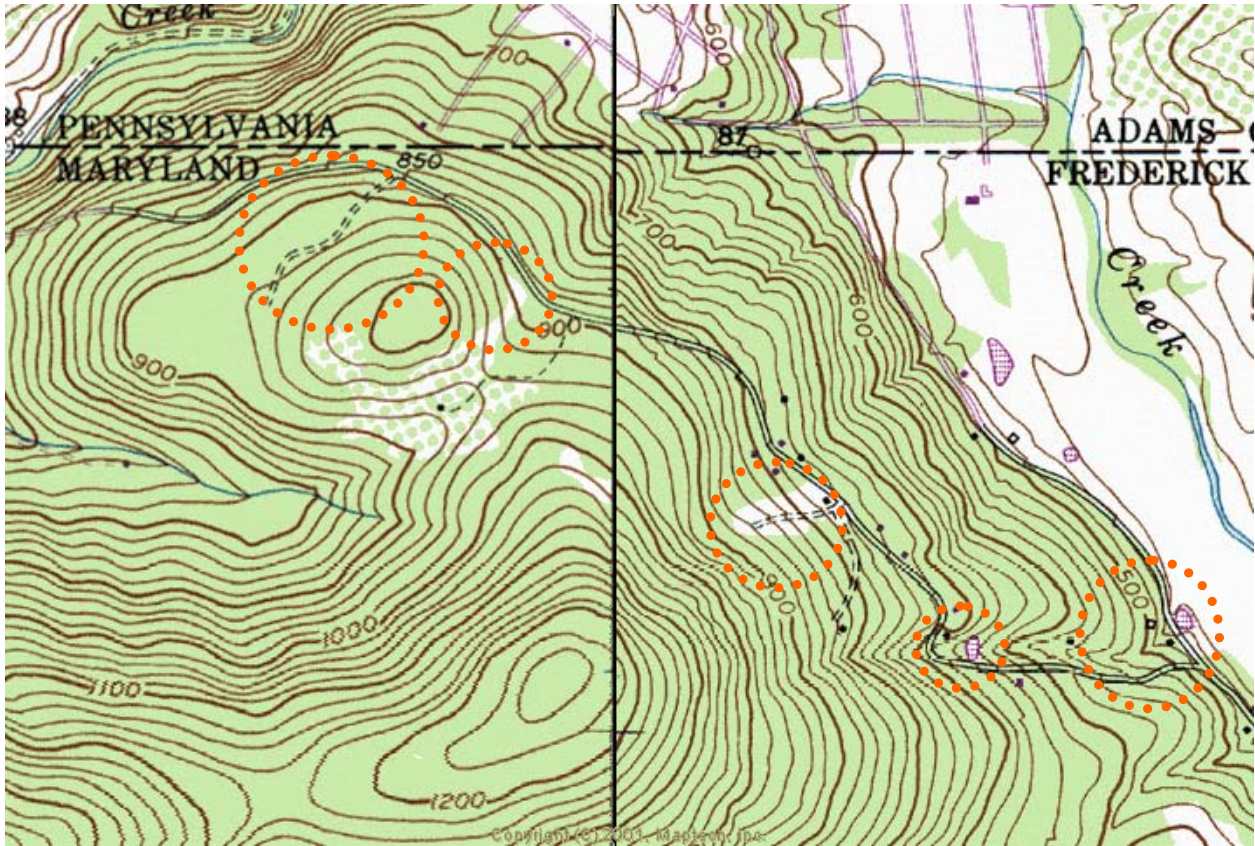 Creek
700
600
38
PENNSYLVANIA
87
ADAMS
MARYLAND
850
FREDERICK
700
Creek
600
900
900
500
1000
1100
1200
Copyright (C) 2001, Maptech, Inc.